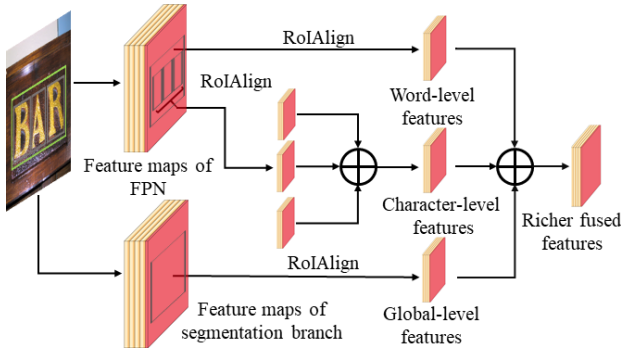 BAR
RoIAlign
RoIAlign
Word-level
features
Feature maps of
FPN
Character-level
features
Richer fused
features
RoIAlign
Feature maps of
segmentation branch
Global-level
features